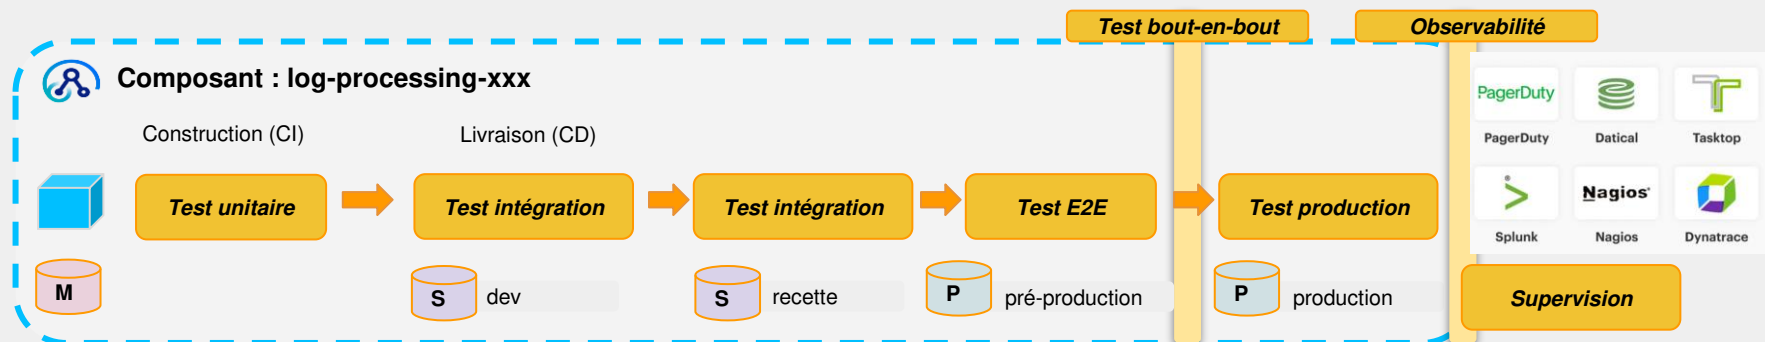 Test bout-en-bout
Observabilité
Composant : log-processing-xxx
Construction (CI)
Livraison (CD)
Test unitaire
Test intégration
Test intégration
Test E2E
Test production
M
S
dev
S
recette
P
pré-production
P
production
PagerDuty
PagerDuty
Datical
Tasktop
Nagios
Splunk
Nagios
Dynatrace
Supervision